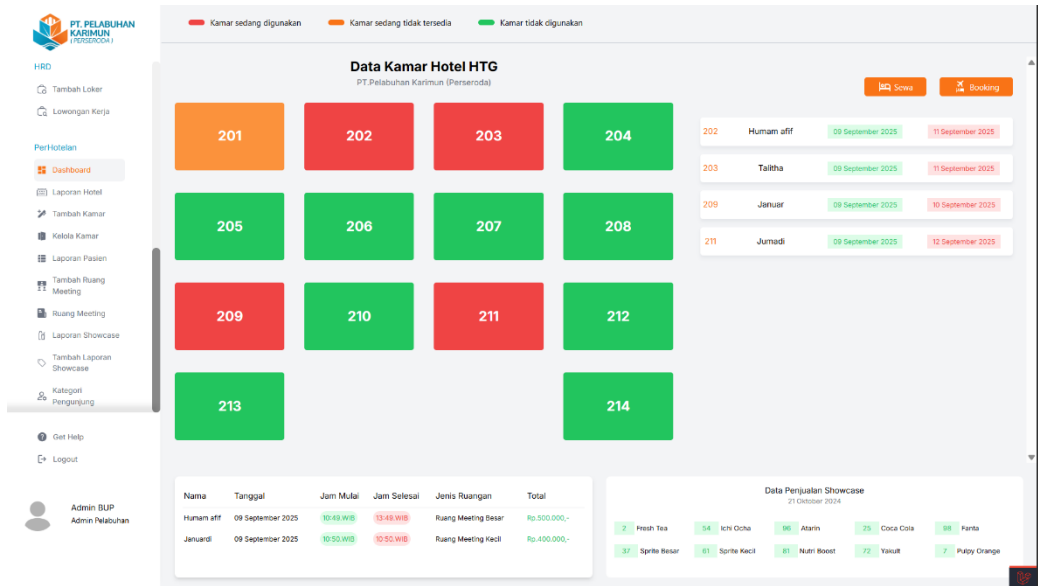 PT. PELABUHAN
KARIMUN
(PERSERODA)
HRD
Tambah Loker
Lowongan Kerja
PerHotelan
Dashboard
Laporan Hotel
Tambah Kamar
Kelola Kamar
Laporan Pasien
Tambah Ruang
Meeting
Ruang Meeting
Laporan Showcase
Tambah Laporan
Showcase
Kategori
Pengunjung
Get Help
Logout
Admin BUP
Admin Pelabuhan
Kamar sedang digunakan Kamar sedang tidak tersedia Kamar tidak digunakan
Data Kamar Hotel HTG
PT.Pelabuhan Karimun (Perseroda)
Sewa Booking
201 202 203 204
205 206 207 208
209 210 211 212
213 214
202 Humam afif 09 September 2025 11 September 2025
203 Talitha 09 September 2025 11 September 2025
209 Januar 09 September 2025 10 September 2025
211 Jumadi 09 September 2025 12 September 2025
Nama Tanggal Jam Mulai Jam Selesai Jenis Ruangan Total
Humam afif 09 September 2025 10:49.WIB 13:49.WIB Ruang Meeting Besar Rp.500.000,-
Januardi 09 September 2025 10:50.WIB 10:50.WIB Ruang Meeting Kecil Rp.400.000,-
Data Penjualan Showcase
21 Oktober 2024
2 Fresh Tea 54 Ichi Ocha 96 Atarin 25 Coca Cola 98 Fanta
37 Sprite Besar 61 Sprite Kecil 81 Nutri Boost 72 Yakult 7 Pulpy Orange